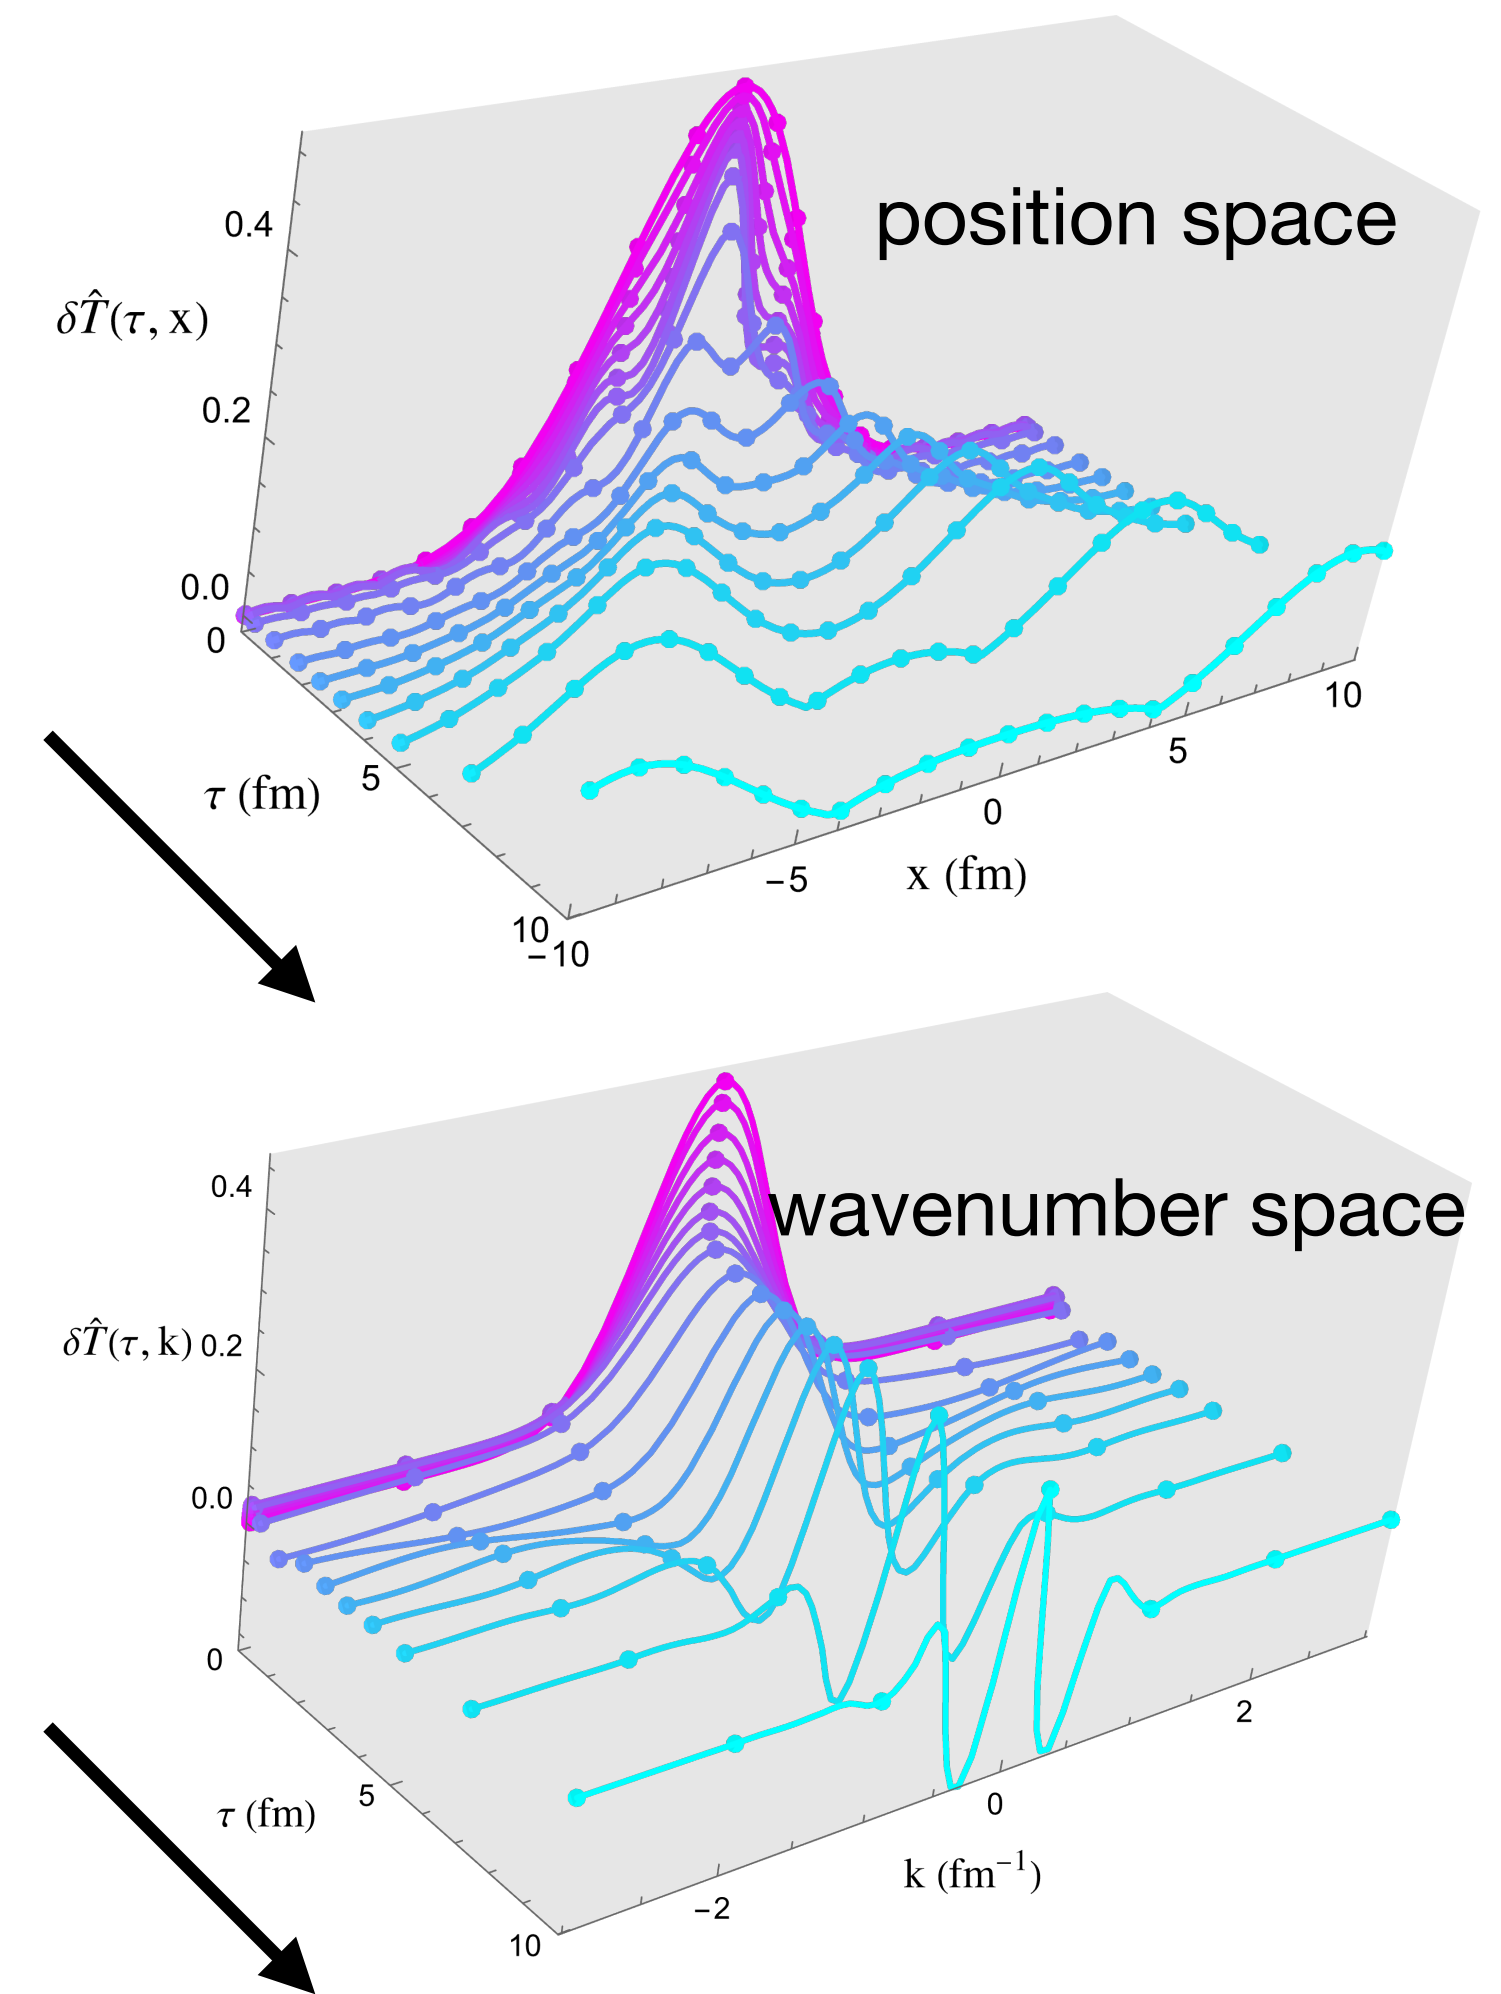 position space
0.4
δT̂(τ, x)
0.2
0.0
0
5
τ (fm)
10
−10
−5
0
5
10
x (fm)
wavenumber space
0.4
δT̂(τ, k)
0.2
0.0
0
5
τ (fm)
10
−2
0
2
k (fm⁻¹)